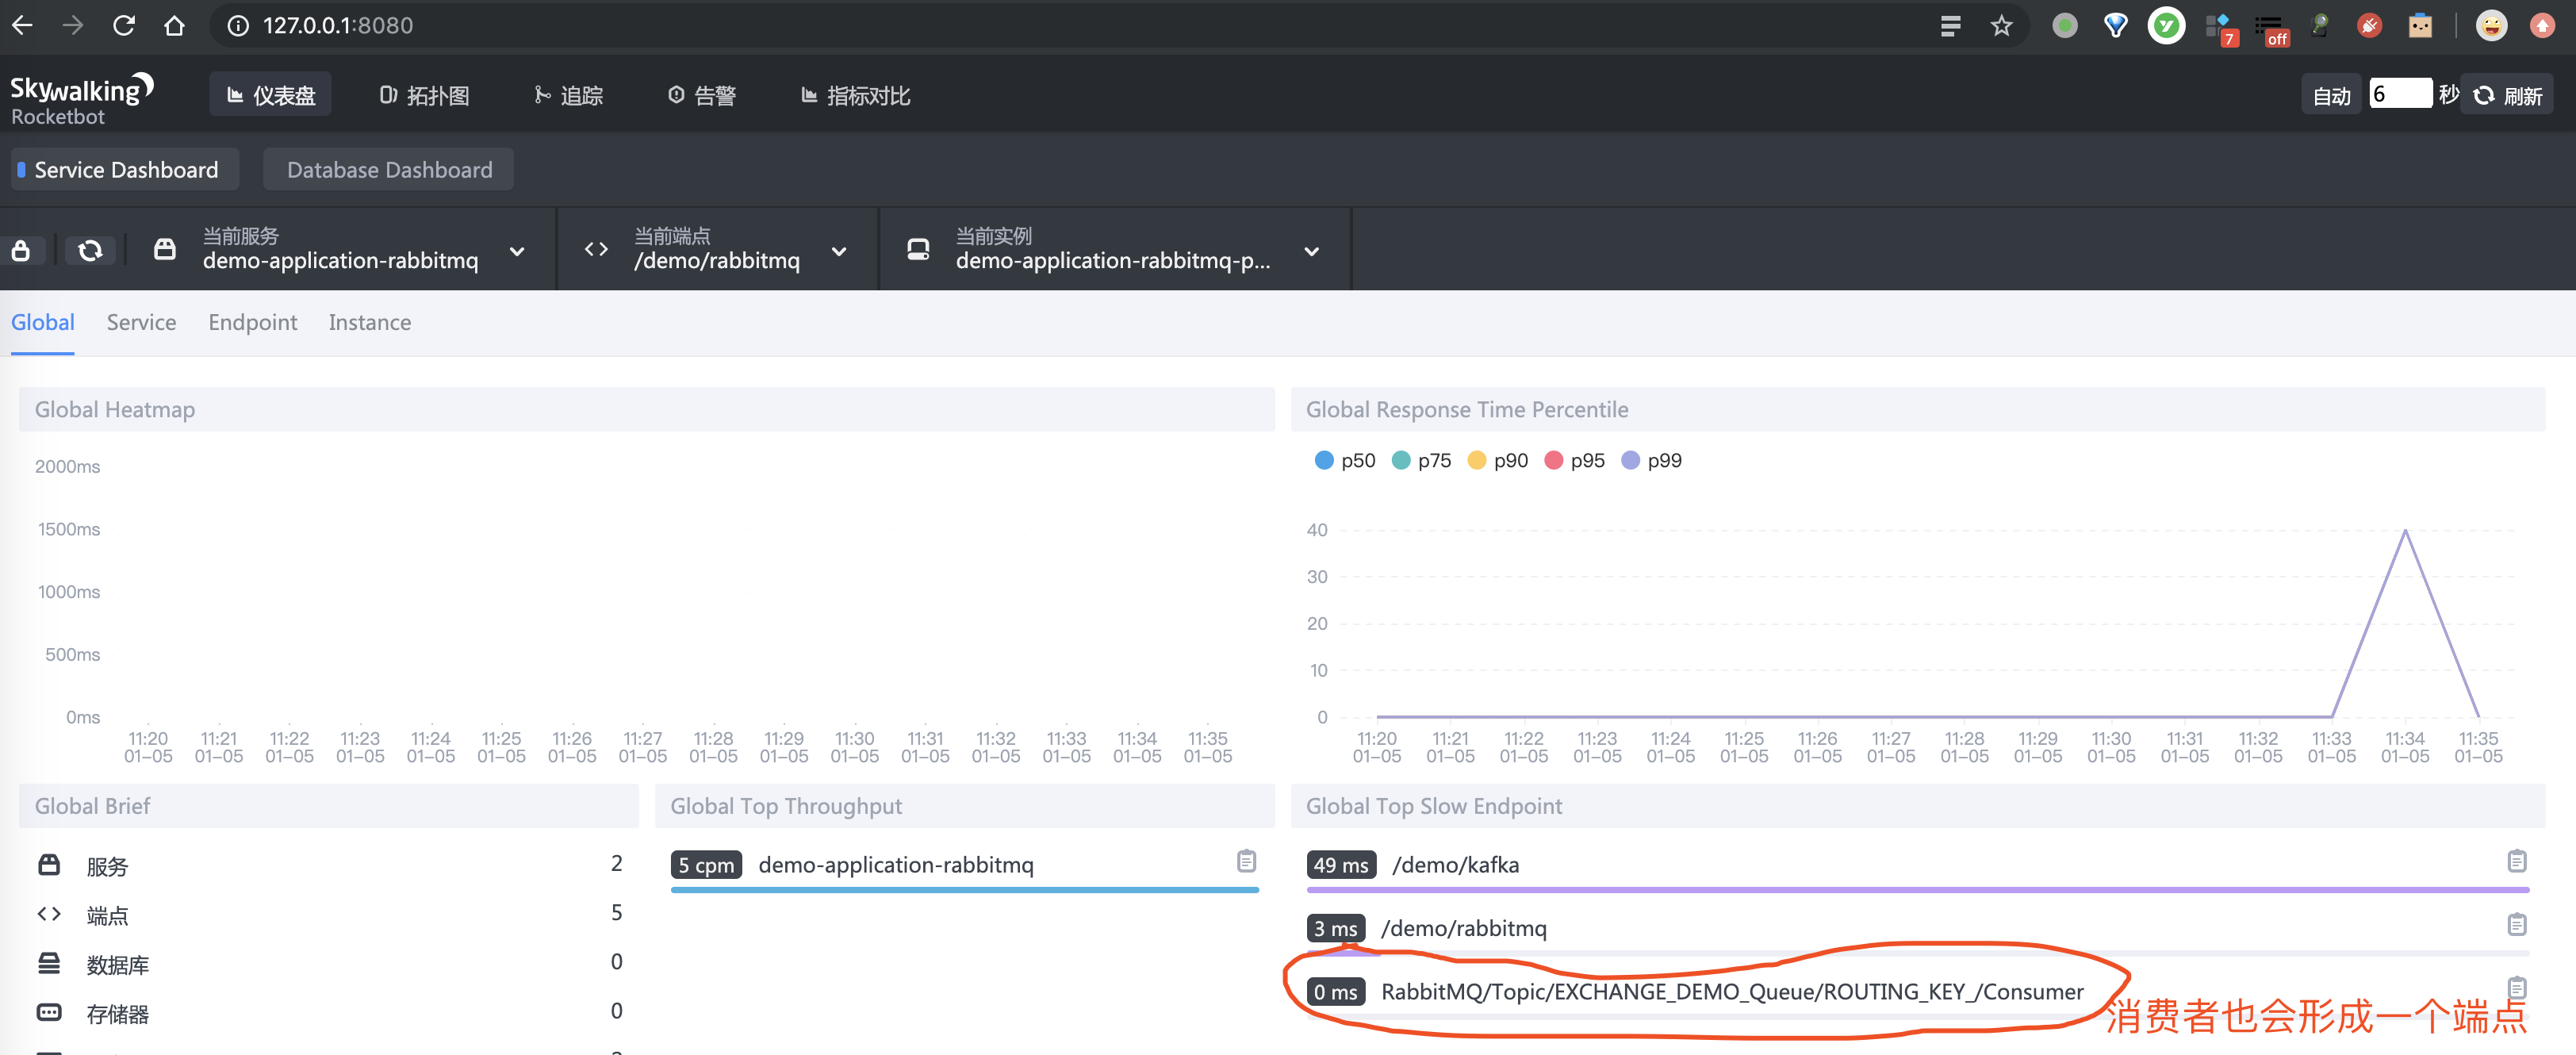 127.0.0.1:8080
7
off
Skywalking
Rocketbot
仪表盘
拓扑图
追踪
告警
指标对比
自动
6
秒
刷新
Service Dashboard
Database Dashboard
当前服务
demo-application-rabbitmq
当前端点
/demo/rabbitmq
当前实例
demo-application-rabbitmq-p...
Global
Service
Endpoint
Instance
Global Heatmap
2000ms
1500ms
1000ms
500ms
0ms
11:20 11:21 11:22 11:23 11:24 11:25 11:26 11:27 11:28 11:29 11:30 11:31 11:32 11:33 11:34 11:35
01-05 01-05 01-05 01-05 01-05 01-05 01-05 01-05 01-05 01-05 01-05 01-05 01-05 01-05 01-05 01-05
Global Response Time Percentile
p50 p75 p90 p95 p99
40
30
20
10
0
11:20 11:21 11:22 11:23 11:24 11:25 11:26 11:27 11:28 11:29 11:30 11:31 11:32 11:33 11:34 11:35
01-05 01-05 01-05 01-05 01-05 01-05 01-05 01-05 01-05 01-05 01-05 01-05 01-05 01-05 01-05 01-05
Global Brief
服务 2
端点 5
数据库 0
存储器 0
Global Top Throughput
5 cpm demo-application-rabbitmq
Global Top Slow Endpoint
49 ms /demo/kafka
3 ms /demo/rabbitmq
0 ms RabbitMQ/Topic/EXCHANGE_DEMO_Queue/ROUTING_KEY_/Consumer
消费者也会形成一个端点